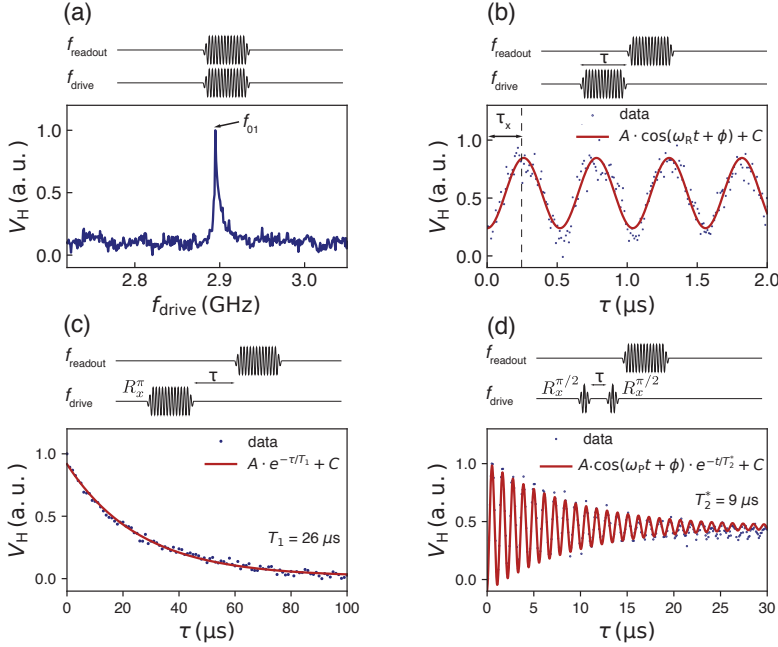 (a)
f_readout
f_drive
f_01
V_H (a. u.)
1.0
0.5
0.0
2.8 2.9 3.0
f_drive (GHz)
(b)
f_readout
τ
f_drive
τ_x
data
A · cos(ω_R t + ϕ) + C
V_H (a. u.)
1.0
0.5
0.0
0.0 0.5 1.0 1.5 2.0
τ (μs)
(c)
f_readout
R_x^π
τ
f_drive
data
A · e^{-τ/T_1} + C
T_1 = 26 μs
V_H (a. u.)
1.0
0.5
0.0
0 20 40 60 80 100
τ (μs)
(d)
f_readout
R_x^{π/2} τ R_x^{π/2}
f_drive
data
A·cos(ω_P t + ϕ) · e^{-t/T_2^*} + C
T_2^* = 9 μs
V_H (a. u.)
1.0
0.5
0.0
0 5 10 15 20 25 30
τ (μs)